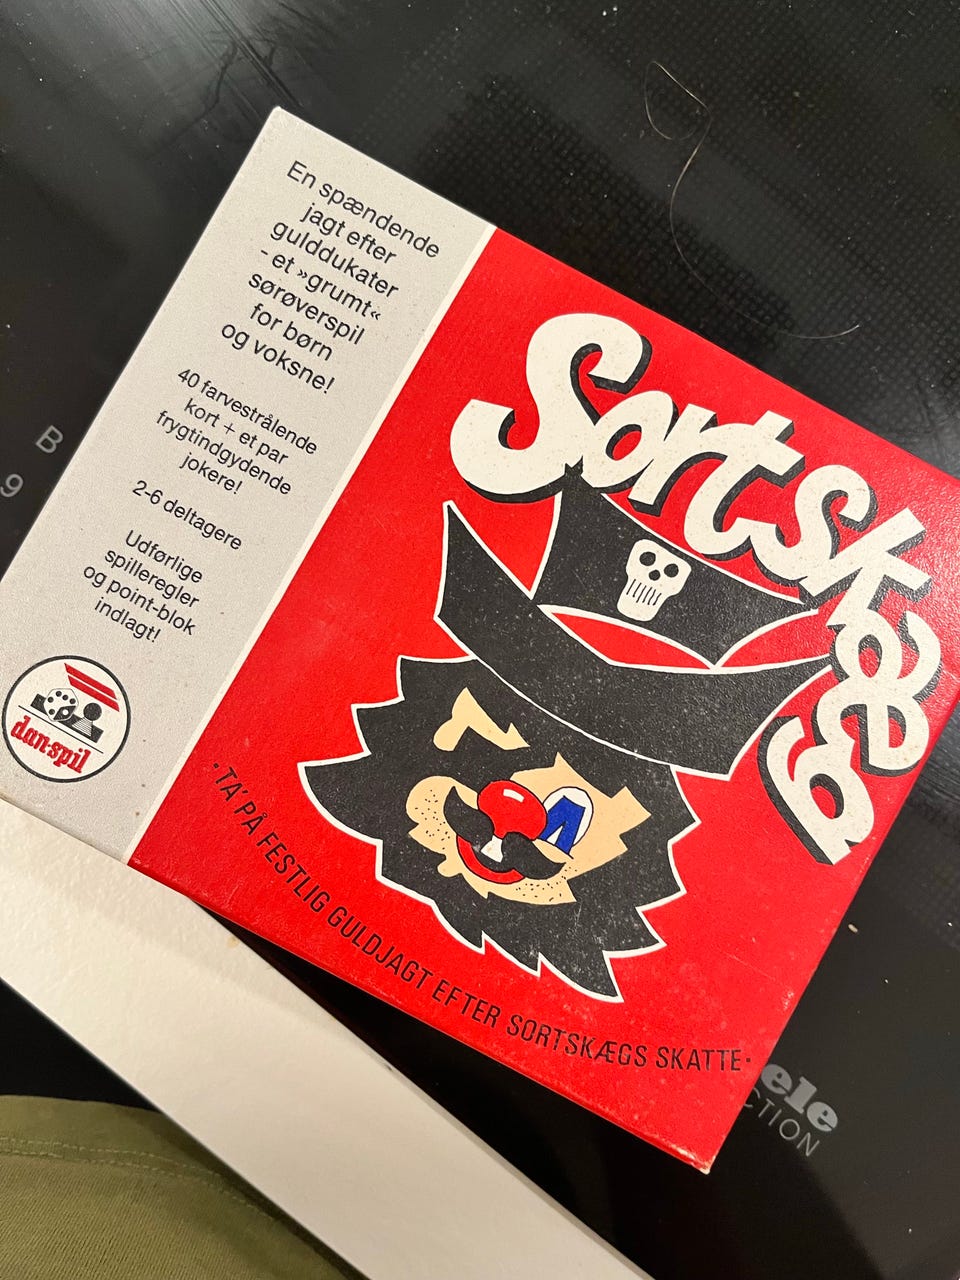 En spændende
jagt efter
gulddukater
- et »grumt«
sørøverspil
for børn
og voksne!
40 farvestrålende
kort + et par
frygtindgydende
jokere!
2-6 deltagere
Udførlige
spilleregler
og point-blok
indlagt!
dan-spil
Sortskæg
·TA' PÅ FESTLIG GULDJAGT EFTER SORTSKÆGS SKATTE·
B
9